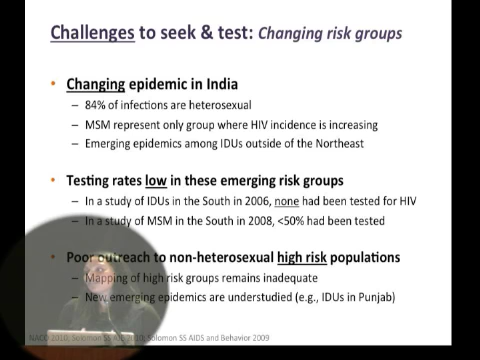 Challenges to seek & test: Changing risk groups
• Changing epidemic in India
– 84% of infections are heterosexual
– MSM represent only group where HIV incidence is increasing
– Emerging epidemics among IDUs outside of the Northeast
• Testing rates low in these emerging risk groups
– In a study of IDUs in the South in 2006, none had been tested for HIV
– In a study of MSM in the South in 2008, <50% had been tested
• Poor outreach to non-heterosexual high risk populations
– Mapping of high risk groups remains inadequate
– New emerging epidemics are understudied (e.g., IDUs in Punjab)
NACO 2010, Solomon SS 2010; Solomon SS AIDS and Behavior 2009